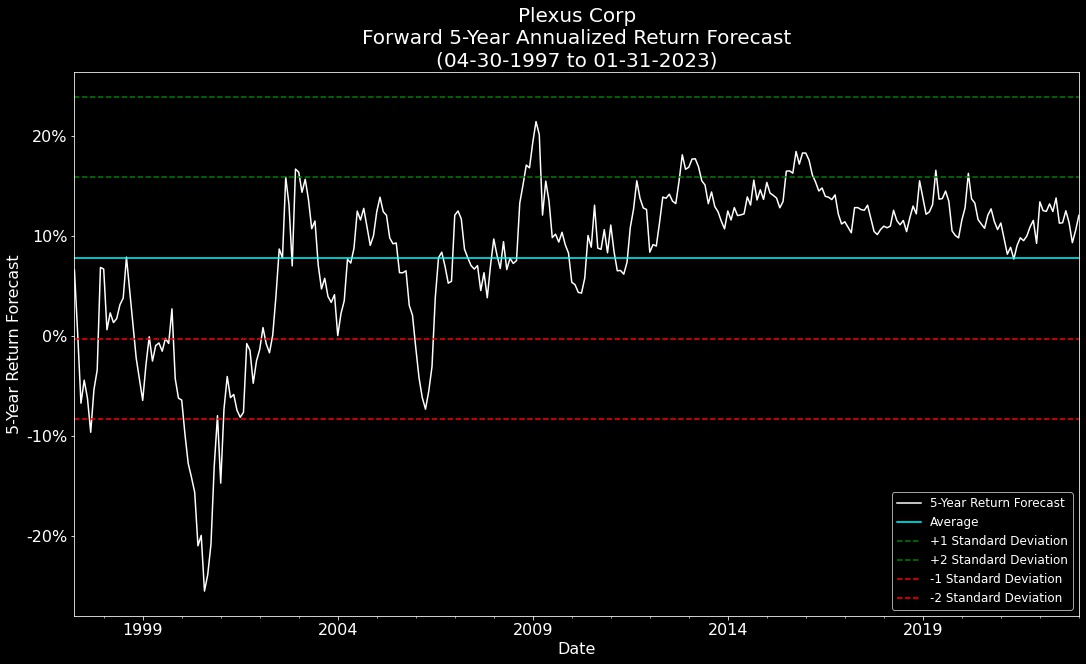 Plexus Corp
Forward 5-Year Annualized Return Forecast
(04-30-1997 to 01-31-2023)
5-Year Return Forecast
20%
10%
0%
-10%
-20%
1999
2004
2009
2014
2019
Date
5-Year Return Forecast
Average
+1 Standard Deviation
+2 Standard Deviation
-1 Standard Deviation
-2 Standard Deviation